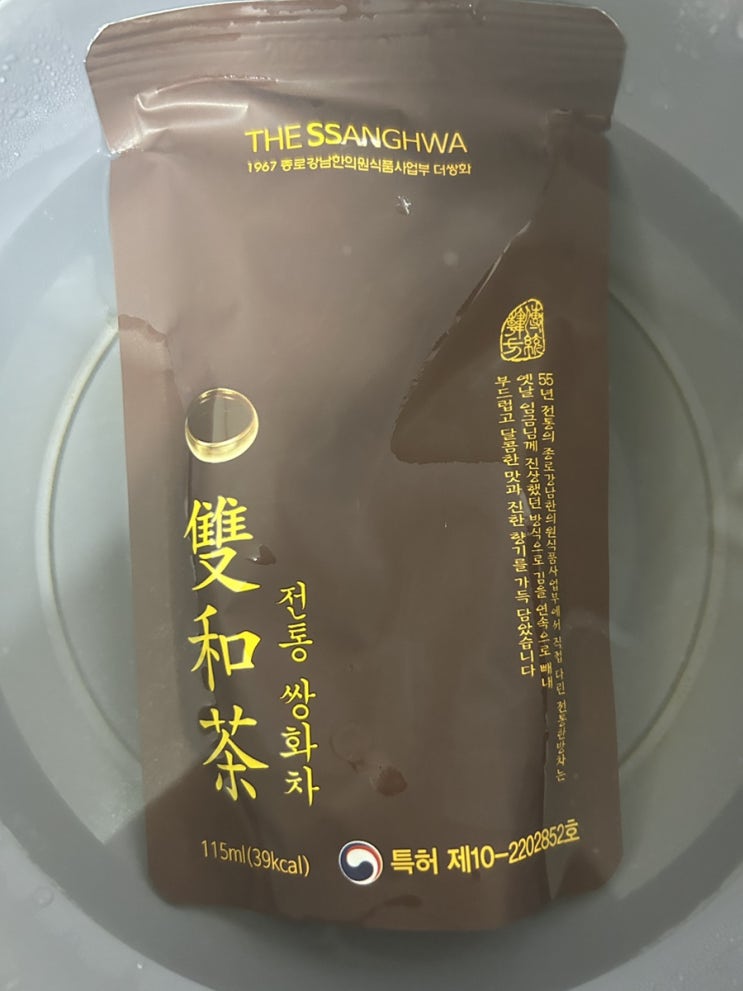 THE SSANGHWA
1967 종로강남한의원식품사업부 더쌍화
55년 전통의 종로강남한의원식품사업부에서 직접 다린 전통한방차는
옛날 임금님께 진상했던 방식으로 김을 연속으로 빼내
부드럽고 달콤한 맛과 진한 향기를 가득 담았습니다
전통 쌍화차
雙和茶
115ml(39kcal)
특허 제10-2202852호